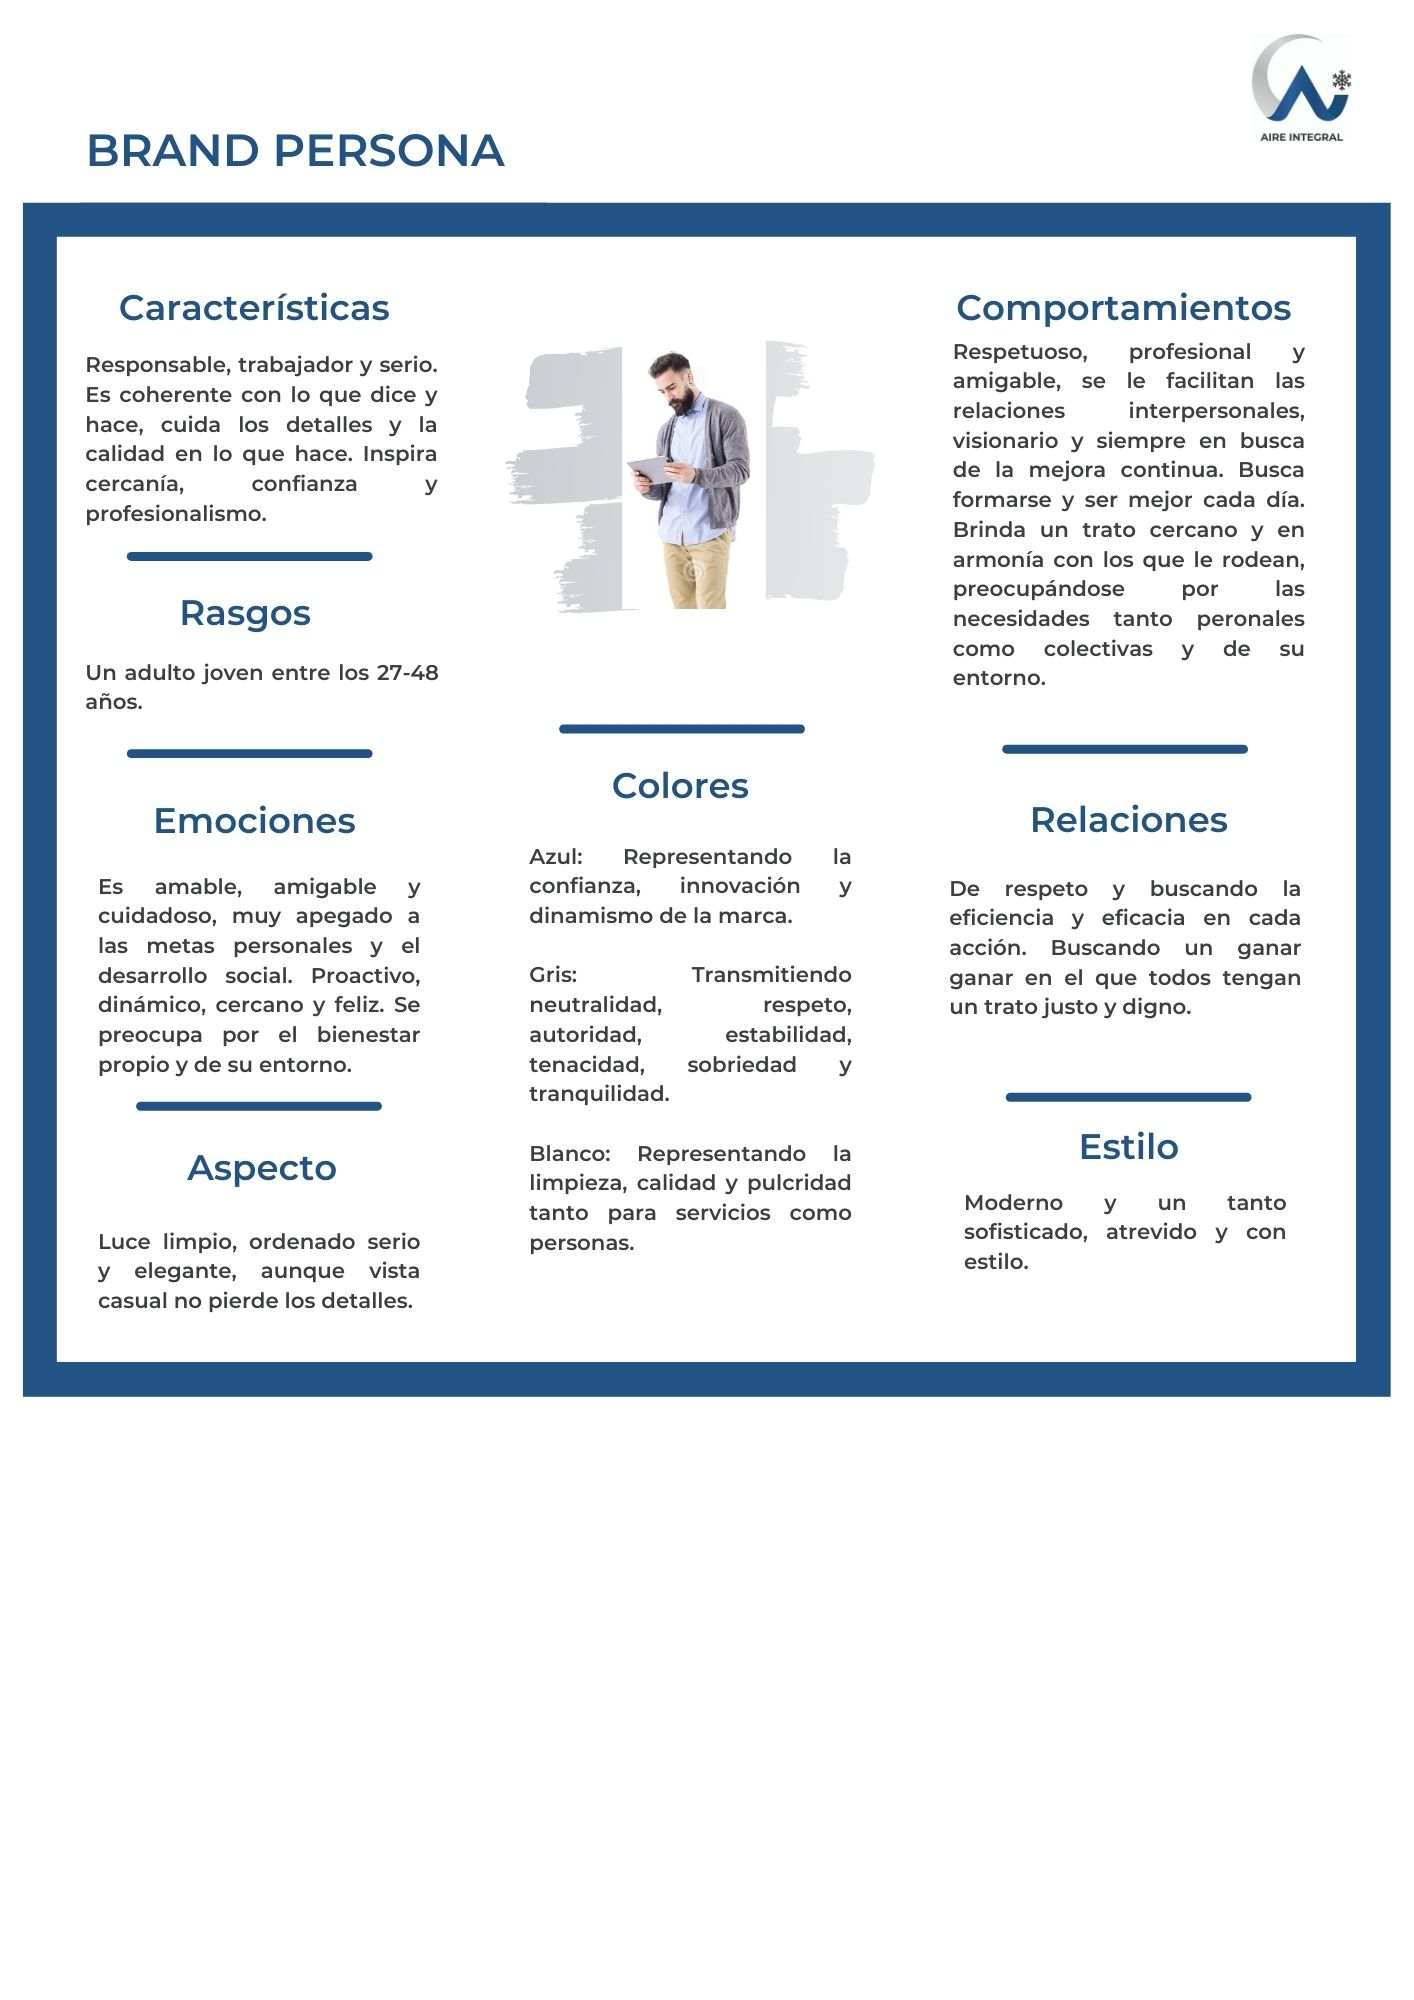 AIRE INTEGRAL
BRAND PERSONA
Características
Responsable, trabajador y serio.
Es coherente con lo que dice y
hace, cuida los detalles y la
calidad en lo que hace. Inspira
cercanía, confianza y
profesionalismo.
Rasgos
Un adulto joven entre los 27-48
años.
Emociones
Es amable, amigable y
cuidadoso, muy apegado a
las metas personales y el
desarrollo social. Proactivo,
dinámico, cercano y feliz. Se
preocupa por el bienestar
propio y de su entorno.
Aspecto
Luce limpio, ordenado serio
y elegante, aunque vista
casual no pierde los detalles.
Colores
Azul: Representando la
confianza, innovación y
dinamismo de la marca.
Gris: Transmitiendo
neutralidad, respeto,
autoridad, estabilidad,
tenacidad, sobriedad y
tranquilidad.
Blanco: Representando la
limpieza, calidad y pulcridad
tanto para servicios como
personas.
Comportamientos
Respetuoso, profesional y
amigable, se le facilitan las
relaciones interpersonales,
visionario y siempre en busca
de la mejora continua. Busca
formarse y ser mejor cada día.
Brinda un trato cercano y en
armonía con los que le rodean,
preocupándose por las
necesidades tanto peronales
como colectivas y de su
entorno.
Relaciones
De respeto y buscando la
eficiencia y eficacia en cada
acción. Buscando un ganar
ganar en el que todos tengan
un trato justo y digno.
Estilo
Moderno y un tanto
sofisticado, atrevido y con
estilo.